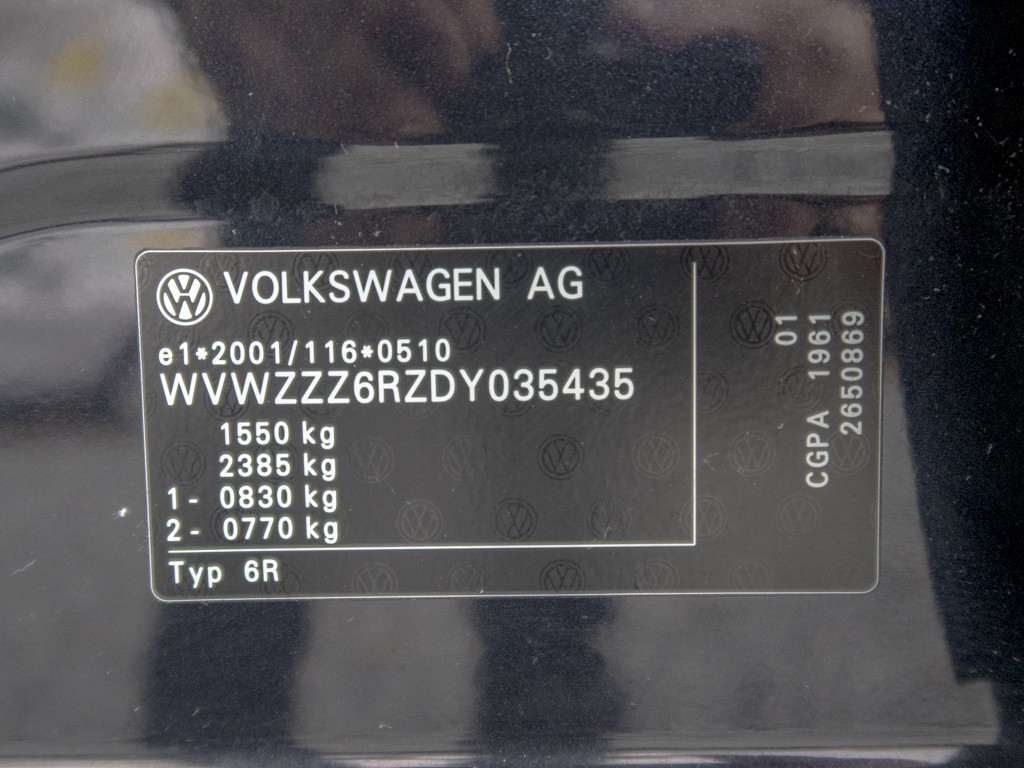 VOLKSWAGEN AG
e1*2001/116*0510
WVWZZZ6RZDY035435
1550 kg
2385 kg
1- 0830 kg
2- 0770 kg
Typ 6R
01
CGPA 1961
2650869